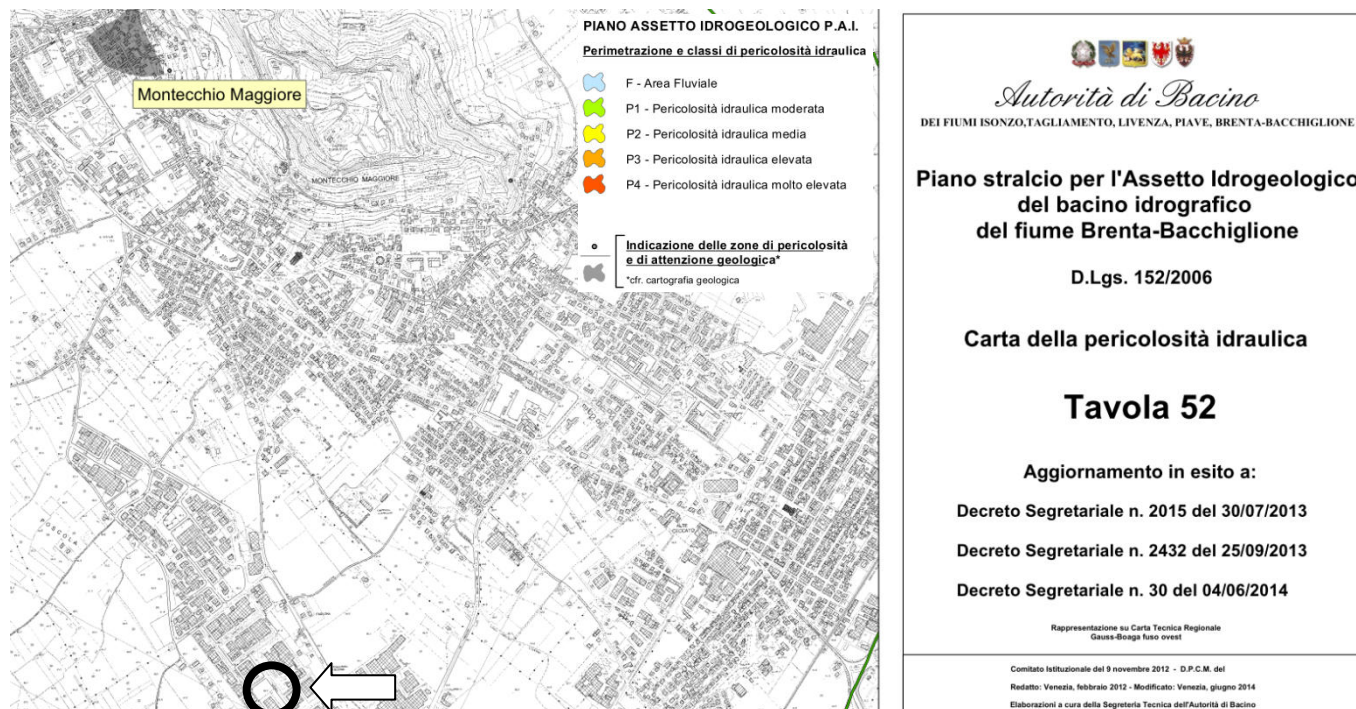 PIANO ASSETTO IDROGEOLOGICO P.A.I.
Perimetrazione e classi di pericolosità idraulica
F - Area Fluviale
P1 - Pericolosità idraulica moderata
P2 - Pericolosità idraulica media
P3 - Pericolosità idraulica elevata
P4 - Pericolosità idraulica molto elevata
Indicazione delle zone di pericolosità
e di attenzione geologica*
*cfr. cartografia geologica
Montecchio Maggiore
MONTECCHIO MAGGIORE
ALTE
CECCATO
Autorità di Bacino
DEI FIUMI ISONZO,TAGLIAMENTO, LIVENZA, PIAVE, BRENTA-BACCHIGLIONE
Piano stralcio per l'Assetto Idrogeologico
del bacino idrografico
del fiume Brenta-Bacchiglione
D.Lgs. 152/2006
Carta della pericolosità idraulica
Tavola 52
Aggiornamento in esito a:
Decreto Segretariale n. 2015 del 30/07/2013
Decreto Segretariale n. 2432 del 25/09/2013
Decreto Segretariale n. 30 del 04/06/2014
Rappresentazione su Carta Tecnica Regionale
Gauss-Boaga fuso ovest
Comitato Istituzionale del 9 novembre 2012 - D.P.C.M. del
Redatto: Venezia, febbraio 2012 - Modificato: Venezia, giugno 2014
Elaborazioni a cura della Segreteria Tecnica dell'Autorità di Bacino